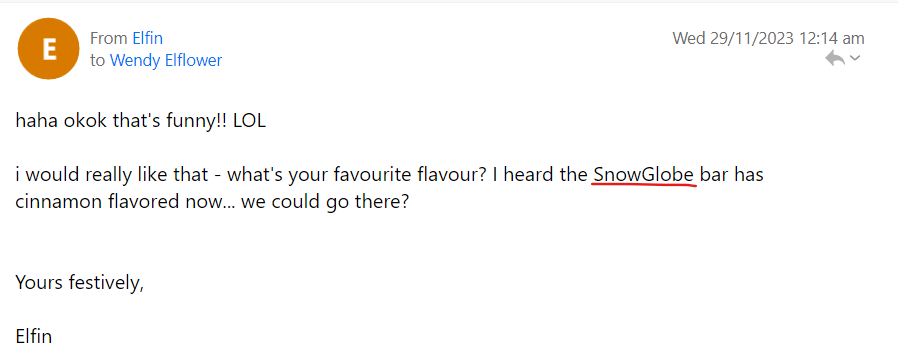 E
From Elfin
to Wendy Elflower
Wed 29/11/2023 12:14 am
haha okok that's funny!! LOL
i would really like that - what's your favourite flavour? I heard the SnowGlobe bar has
cinnamon flavored now... we could go there?
Yours festively,
Elfin